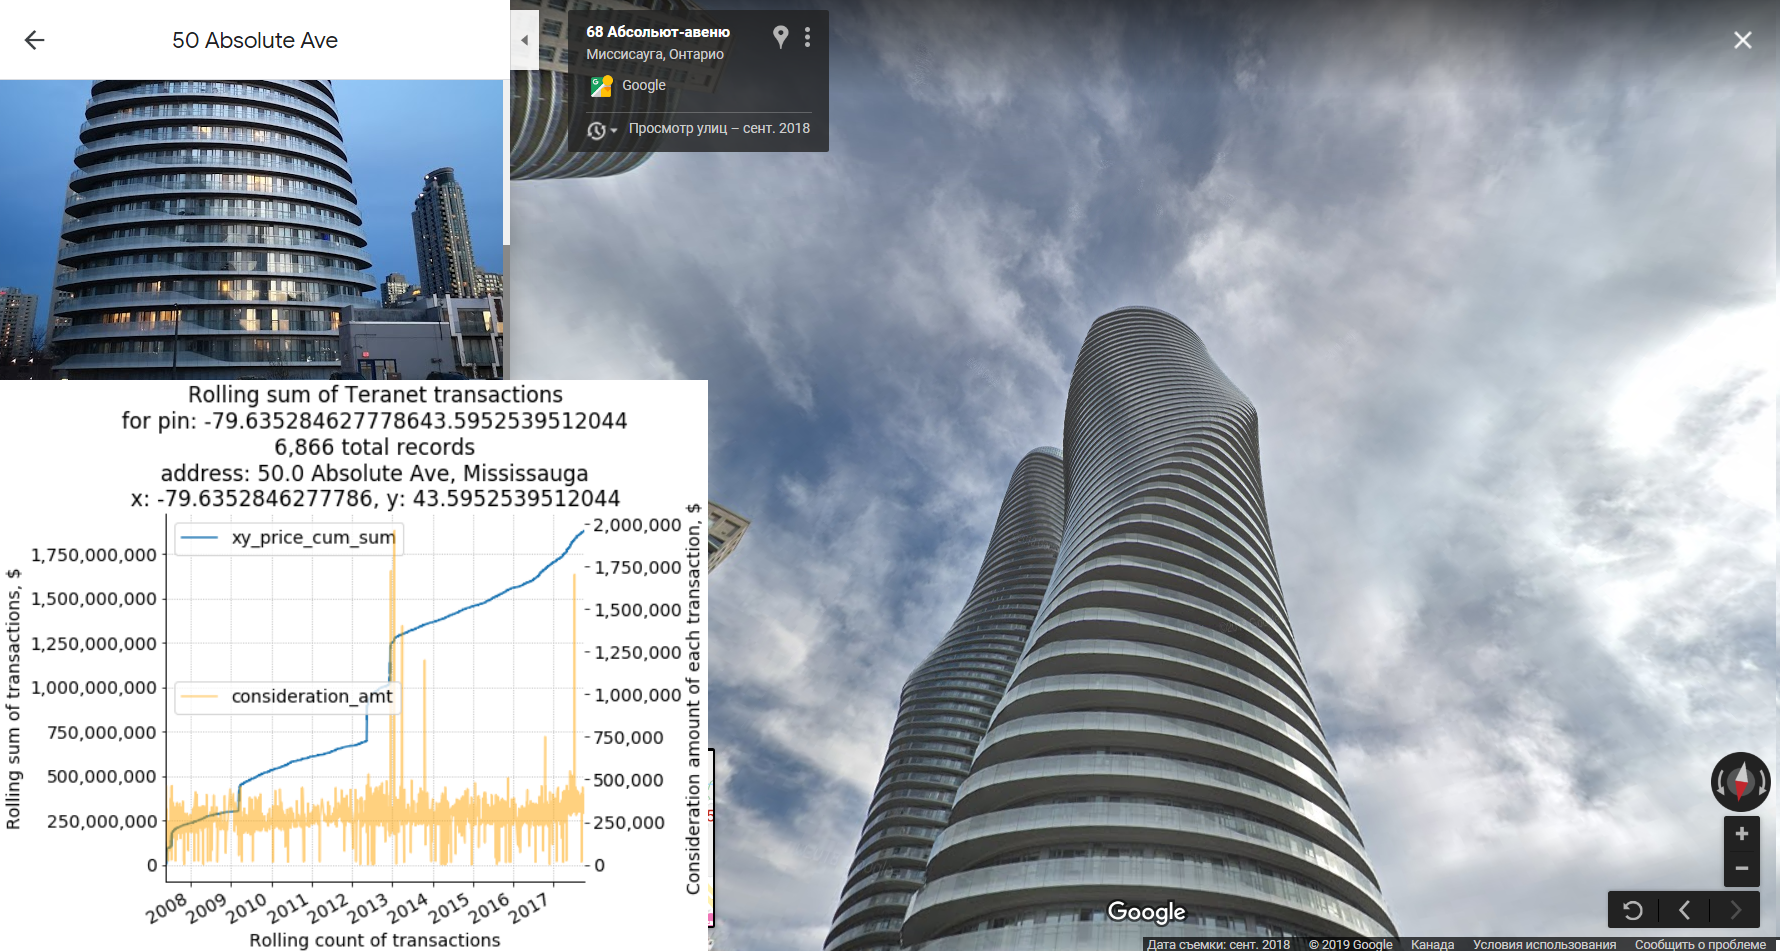 50 Absolute Ave
68 Абсольют-авеню
Миссисауга, Онтарио
Google
Просмотр улиц – сент. 2018
Rolling sum of Teranet transactions
for pin: -79.635284627778643.5952539512044
6,866 total records
address: 50.0 Absolute Ave, Mississauga
x: -79.6352846277786, y: 43.5952539512044
xy_price_cum_sum
consideration_amt
Rolling sum of transactions, $
1,750,000,000
1,500,000,000
1,250,000,000
1,000,000,000
750,000,000
500,000,000
250,000,000
0
2,000,000
1,750,000
1,500,000
1,250,000
1,000,000
750,000
500,000
250,000
0
Consideration amount of each transaction, $
2008 2009 2010 2011 2012 2013 2014 2015 2016 2017
Rolling count of transactions
Google
Дата съемки: сент. 2018 © 2019 Google Канада Условия использования Сообщить о проблеме